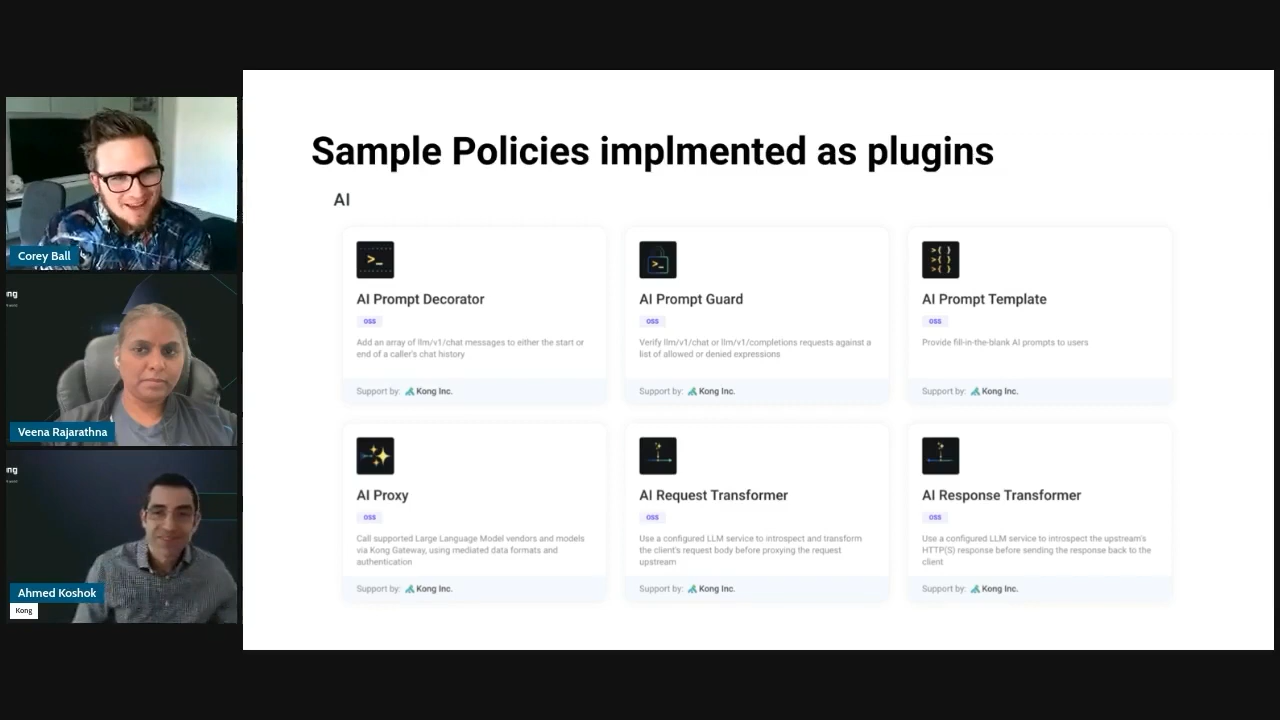 Sample Policies implmented as plugins
AI
AI Prompt Decorator
OSS
Add an array of llm/v1/chat messages to either the start or
end of a caller's chat history
Support by: Kong Inc.
AI Prompt Guard
OSS
Verify llm/v1/chat or llm/v1/completions requests against a
list of allowed or denied expressions
Support by: Kong Inc.
AI Prompt Template
OSS
Provide fill-in-the-blank AI prompts to users
Support by: Kong Inc.
AI Proxy
OSS
Call supported Large Language Model vendors and models
via Kong Gateway, using mediated data formats and
authentication
Support by: Kong Inc.
AI Request Transformer
OSS
Use a configured LLM service to introspect and transform
the client's request body before proxying the request
upstream
Support by: Kong Inc.
AI Response Transformer
OSS
Use a configured LLM service to introspect the upstream's
HTTP(S) response before sending the response back to the
client
Support by: Kong Inc.
Corey Ball
ong
Veena Rajarathna
ong
Ahmed Koshok
Kong